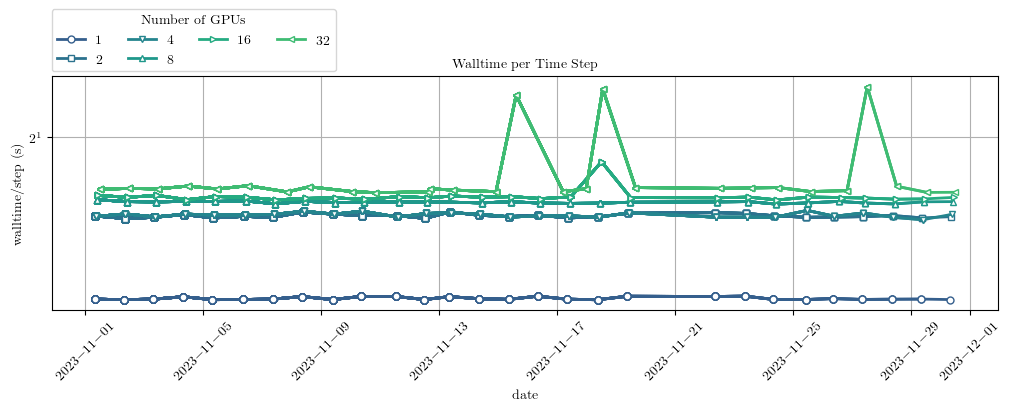 Number of GPUs
1 4 16 32
2 8
Walltime per Time Step
walltime/step (s)
2^1
2023−11−01 2023−11−05 2023−11−09 2023−11−13 2023−11−17 2023−11−21 2023−11−25 2023−11−29 2023−12−01
date